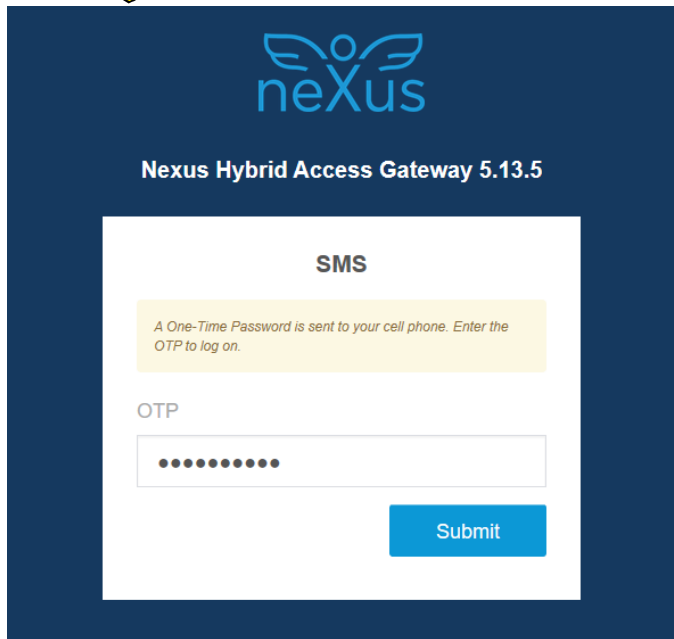 neXus
Nexus Hybrid Access Gateway 5.13.5
SMS
A One-Time Password is sent to your cell phone. Enter the
OTP to log on.
OTP
●●●●●●●●●●
Submit